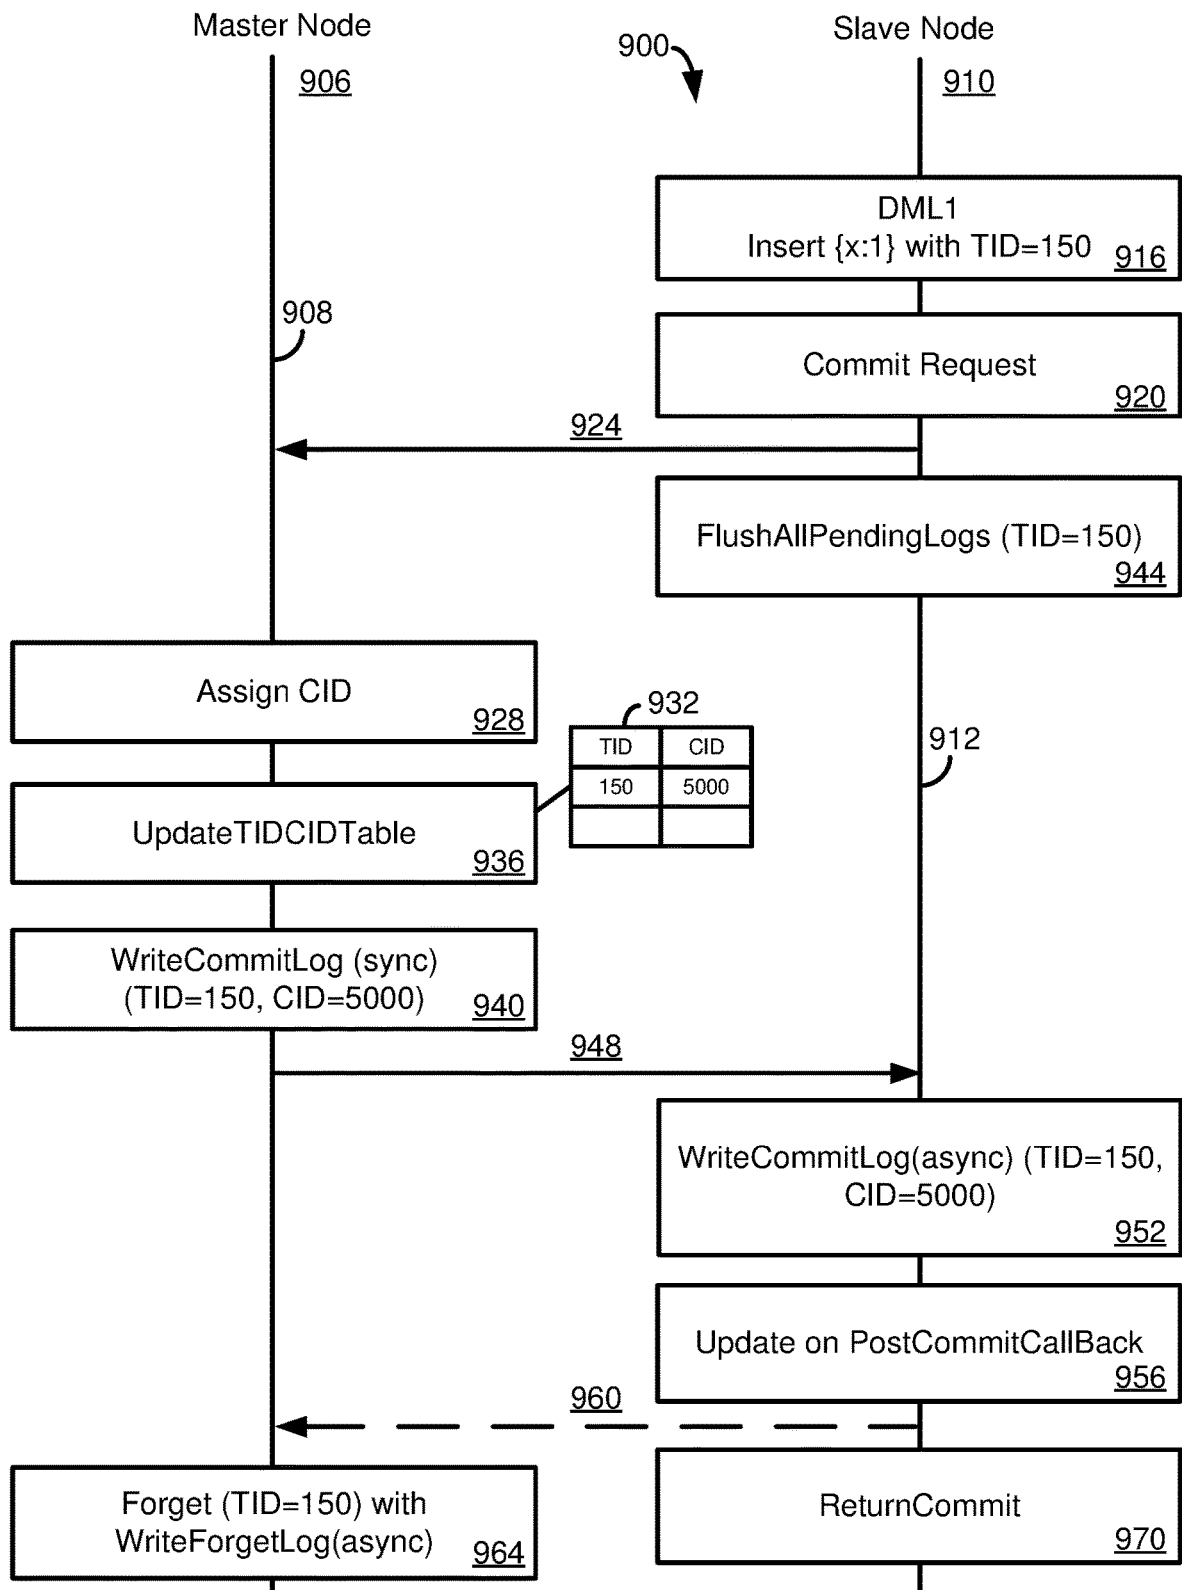 Master Node
Slave Node
900
906
910
DML1
Insert {x:1} with TID=150
916
908
Commit Request
920
924
FlushAllPendingLogs (TID=150)
944
Assign CID
928
932
TID CID
150 5000
912
UpdateTIDCIDTable
936
WriteCommitLog (sync)
(TID=150, CID=5000)
940
948
WriteCommitLog(async) (TID=150,
CID=5000)
952
Update on PostCommitCallBack
956
960
Forget (TID=150) with
WriteForgetLog(async)
964
ReturnCommit
970